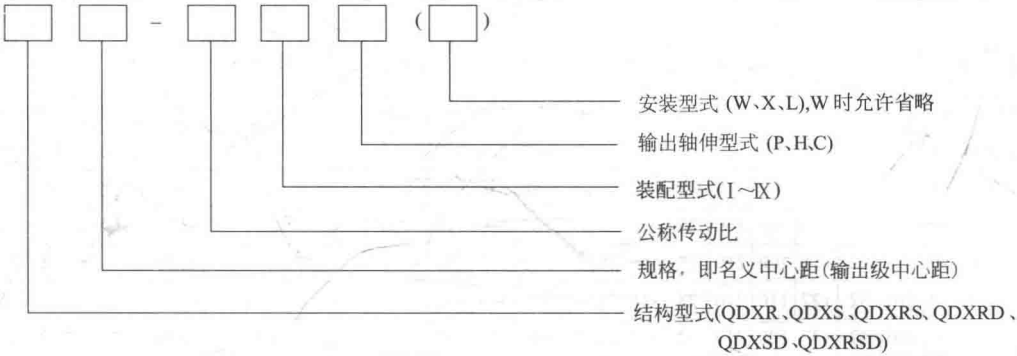 - ( )
安装型式 (W、X、L),W 时允许省略
输出轴伸型式 (P、H、C)
装配型式(Ⅰ～Ⅸ)
公称传动比
规格，即名义中心距(输出级中心距)
结构型式(QDXR、QDXS、QDXRS、QDXRD、
QDXSD、QDXRSD)